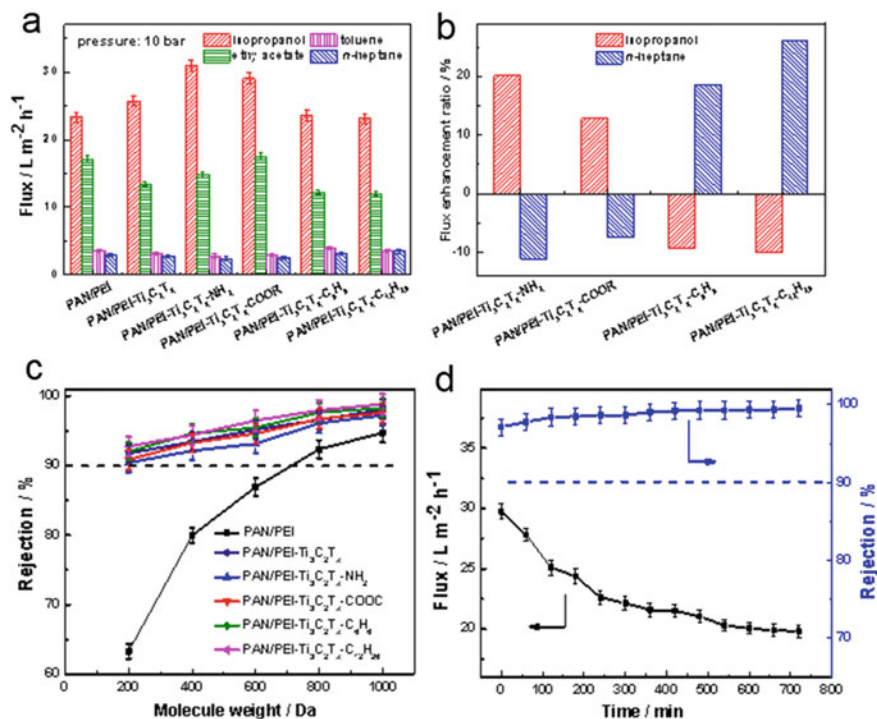 a
pressure: 10 bar
isopropanol
toluene
ethyl acetate
n-heptane
Flux / L m⁻² h⁻¹
30
20
10
0
PAN/PEI
PAN/PEI-Ti₃C₂Tₓ
PAN/PEI-Ti₃C₂Tₓ-NH₂
PAN/PEI-Ti₃C₂Tₓ-COOR
PAN/PEI-Ti₃C₂Tₓ-C₆H₆
PAN/PEI-Ti₃C₂Tₓ-C₁₂H₂₆
b
isopropanol
n-heptane
Flux enhancement ratio / %
20
10
0
-10
PAN/PEI-Ti₃C₂Tₓ-NH₂
PAN/PEI-Ti₃C₂Tₓ-COOR
PAN/PEI-Ti₃C₂Tₓ-C₆H₆
PAN/PEI-Ti₃C₂Tₓ-C₁₂H₂₆
c
Rejection / %
100
90
80
70
60
PAN/PEI
PAN/PEI-Ti₃C₂Tₓ
PAN/PEI-Ti₃C₂Tₓ-NH₂
PAN/PEI-Ti₃C₂Tₓ-COOC
PAN/PEI-Ti₃C₂Tₓ-C₆H₆
PAN/PEI-Ti₃C₂Tₓ-C₁₂H₂₆
0 200 400 600 800 1000
Molecule weight / Da
d
Flux / L m⁻² h⁻¹
35
30
25
20
Rejection / %
100
90
80
70
0 100 200 300 400 500 600 700 800
Time / min